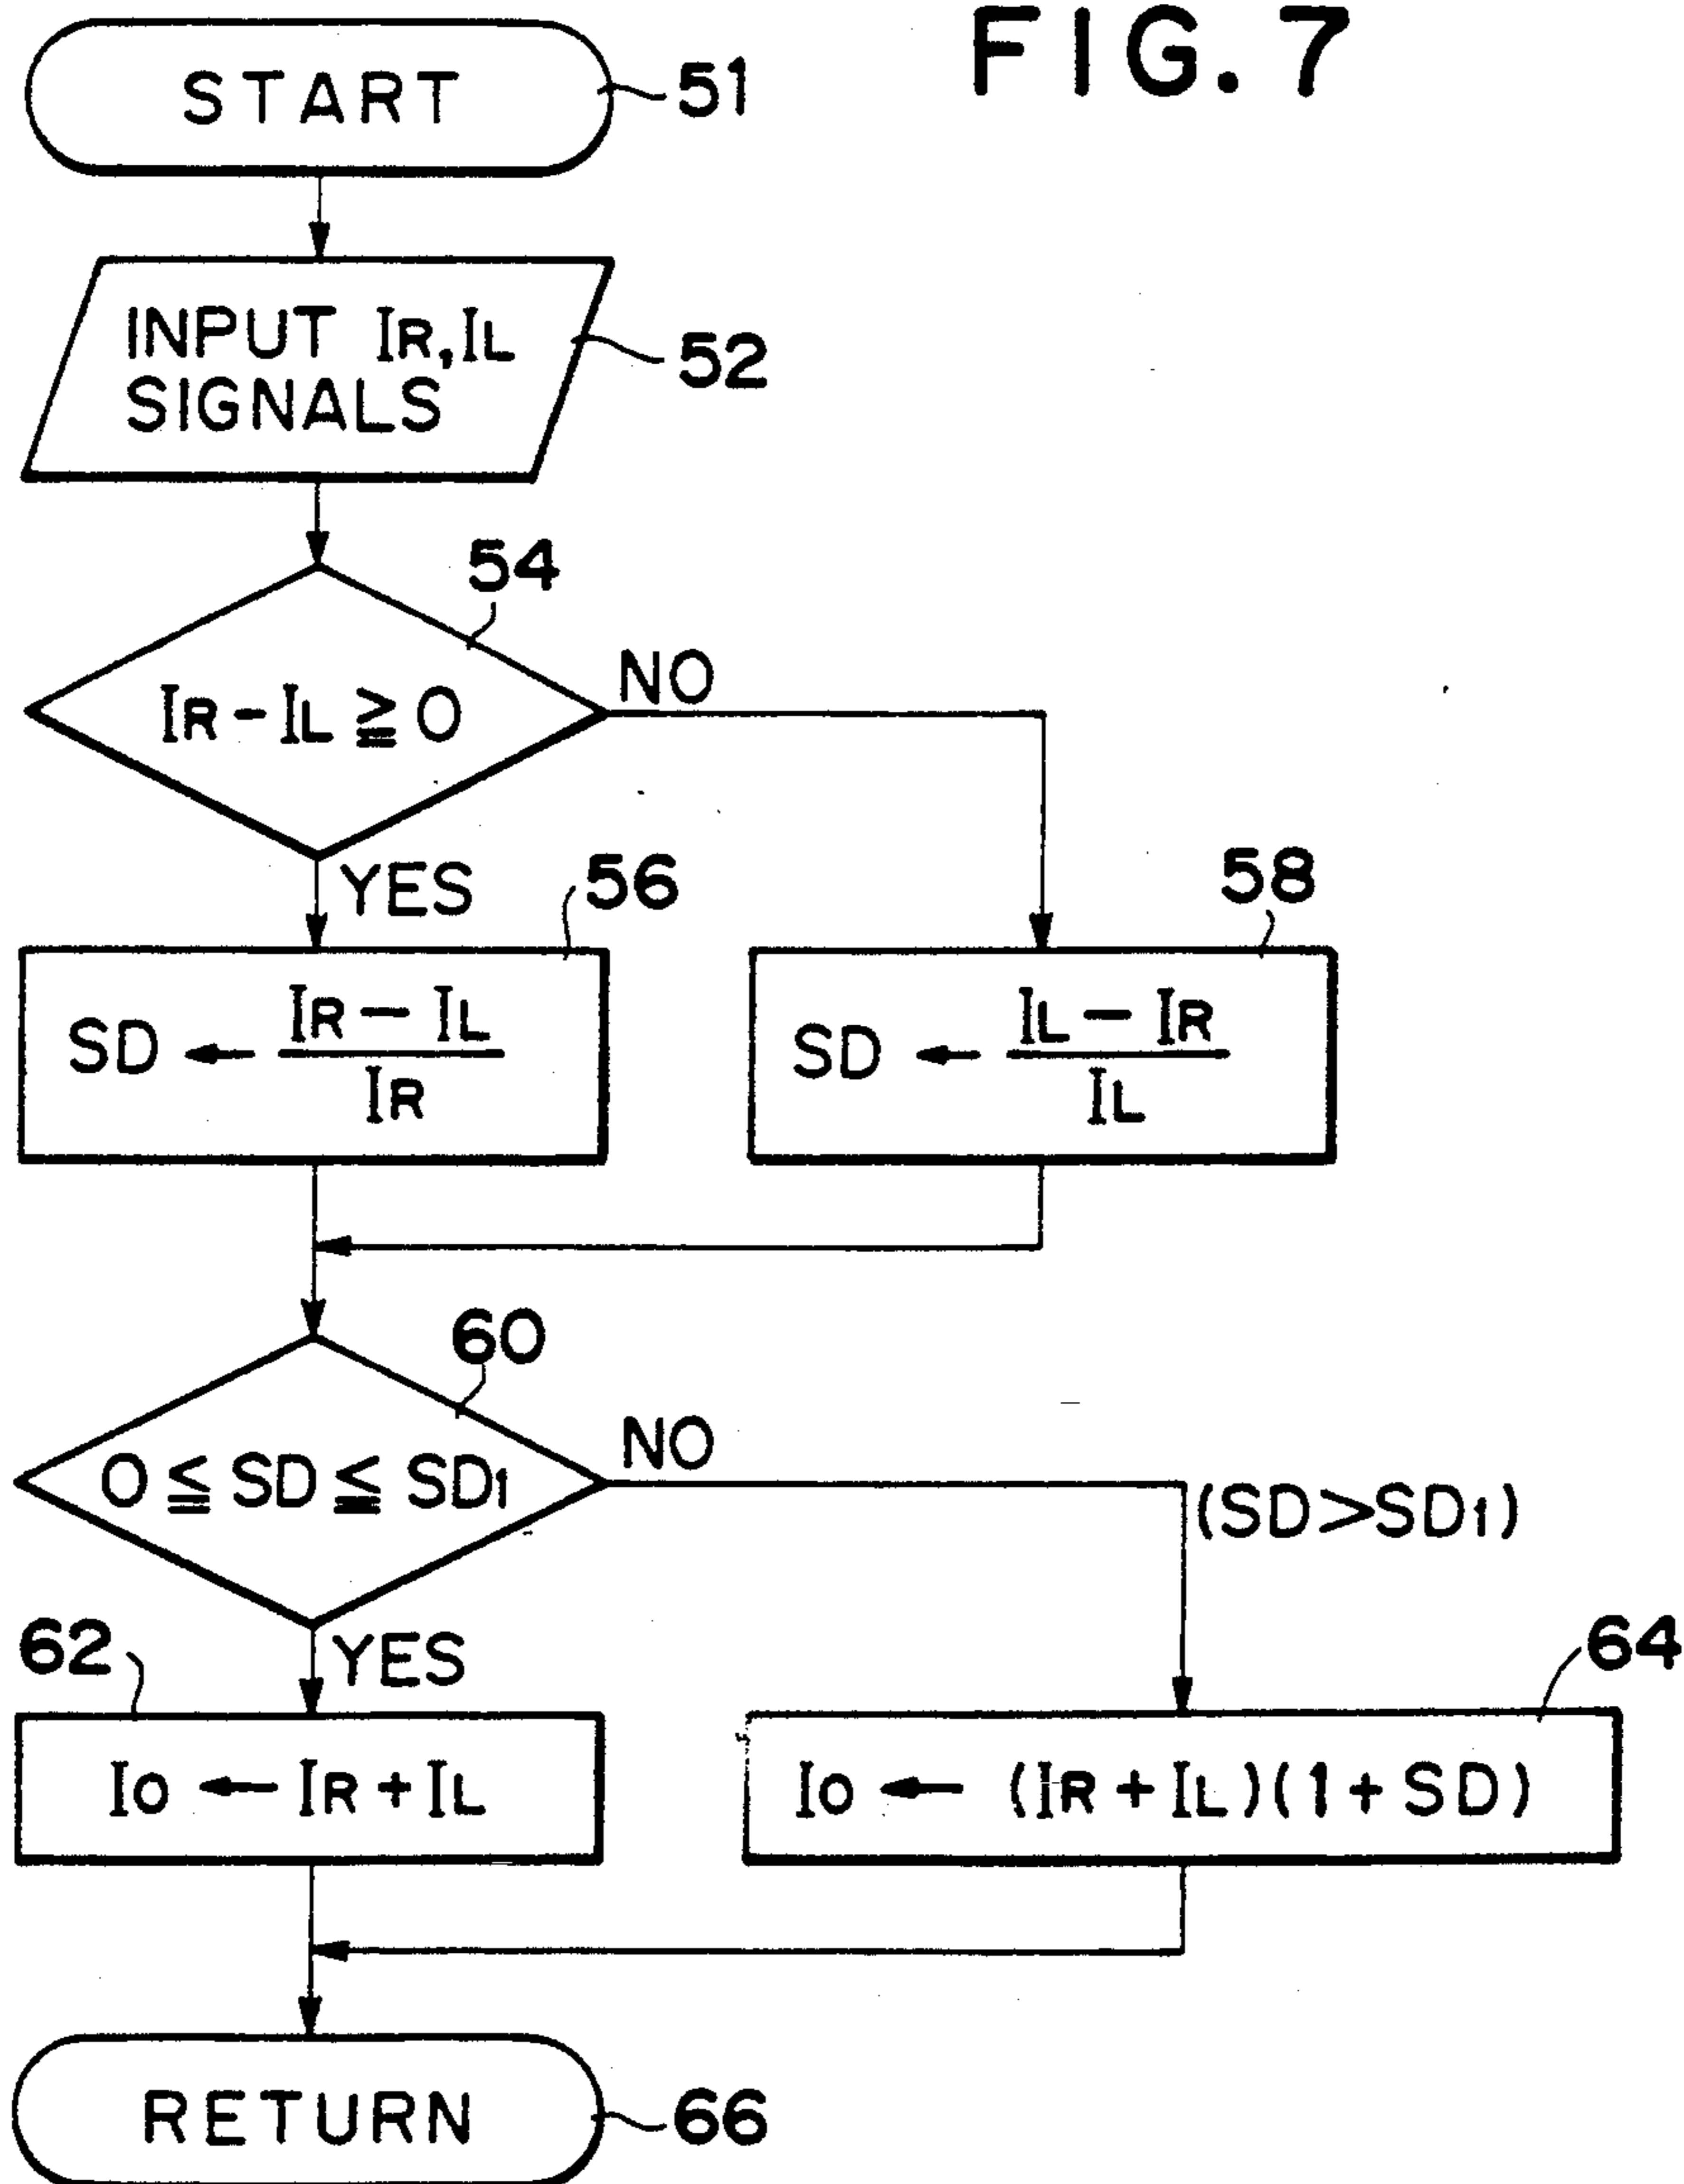 FIG. 7
START
51
INPUT IR, IL
SIGNALS
52
54
IR - IL ≧ 0
NO
YES
56
SD ← IR - IL
IR
58
SD ← IL - IR
IL
60
0 ≦ SD ≦ SD1
NO
(SD>SD1)
YES
62
IO ← IR + IL
64
IO ← (IR + IL)(1 + SD)
RETURN
66